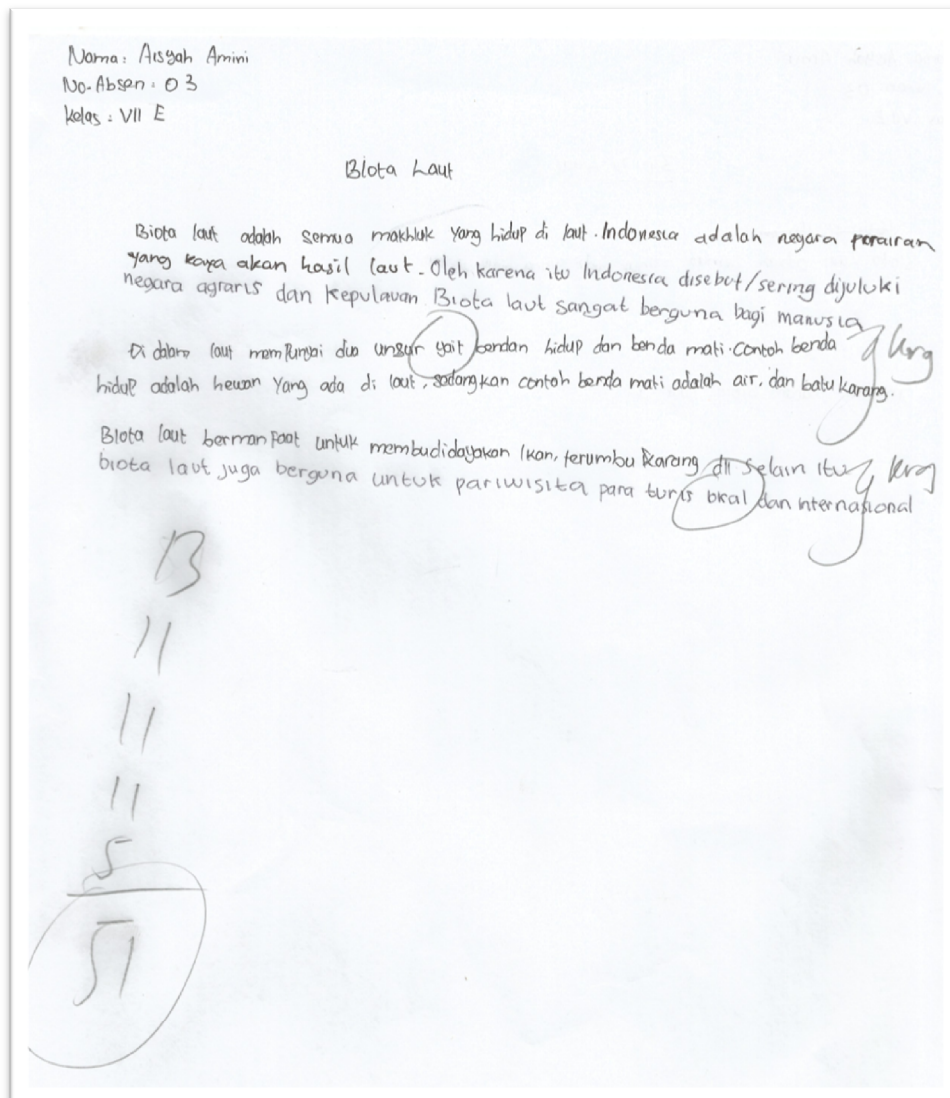 Nama : Aisyah Amini
No. Absen : 03
Kelas : VII E
Biota Laut
Biota laut adalah semua makhluk yang hidup di laut. Indonesia adalah negara perairan
yang kaya akan hasil laut. Oleh karena itu Indonesia disebut/sering dijuluki
negara agraris dan kepulauan Biota laut sangat berguna bagi manusia
Di dalam laut mempunyai dua unsur yait bendan hidup dan benda mati. Contoh benda
hidup adalah hewan yang ada di laut, sedangkan contoh benda mati adalah air, dan batu karang.
krg
Biota laut bermanfaat untuk membudidayakan ikan, terumbu karang dll selain itu
biota laut juga berguna untuk pariwisita para turis okal dan internasional
krg
13
11
11
11
5
51